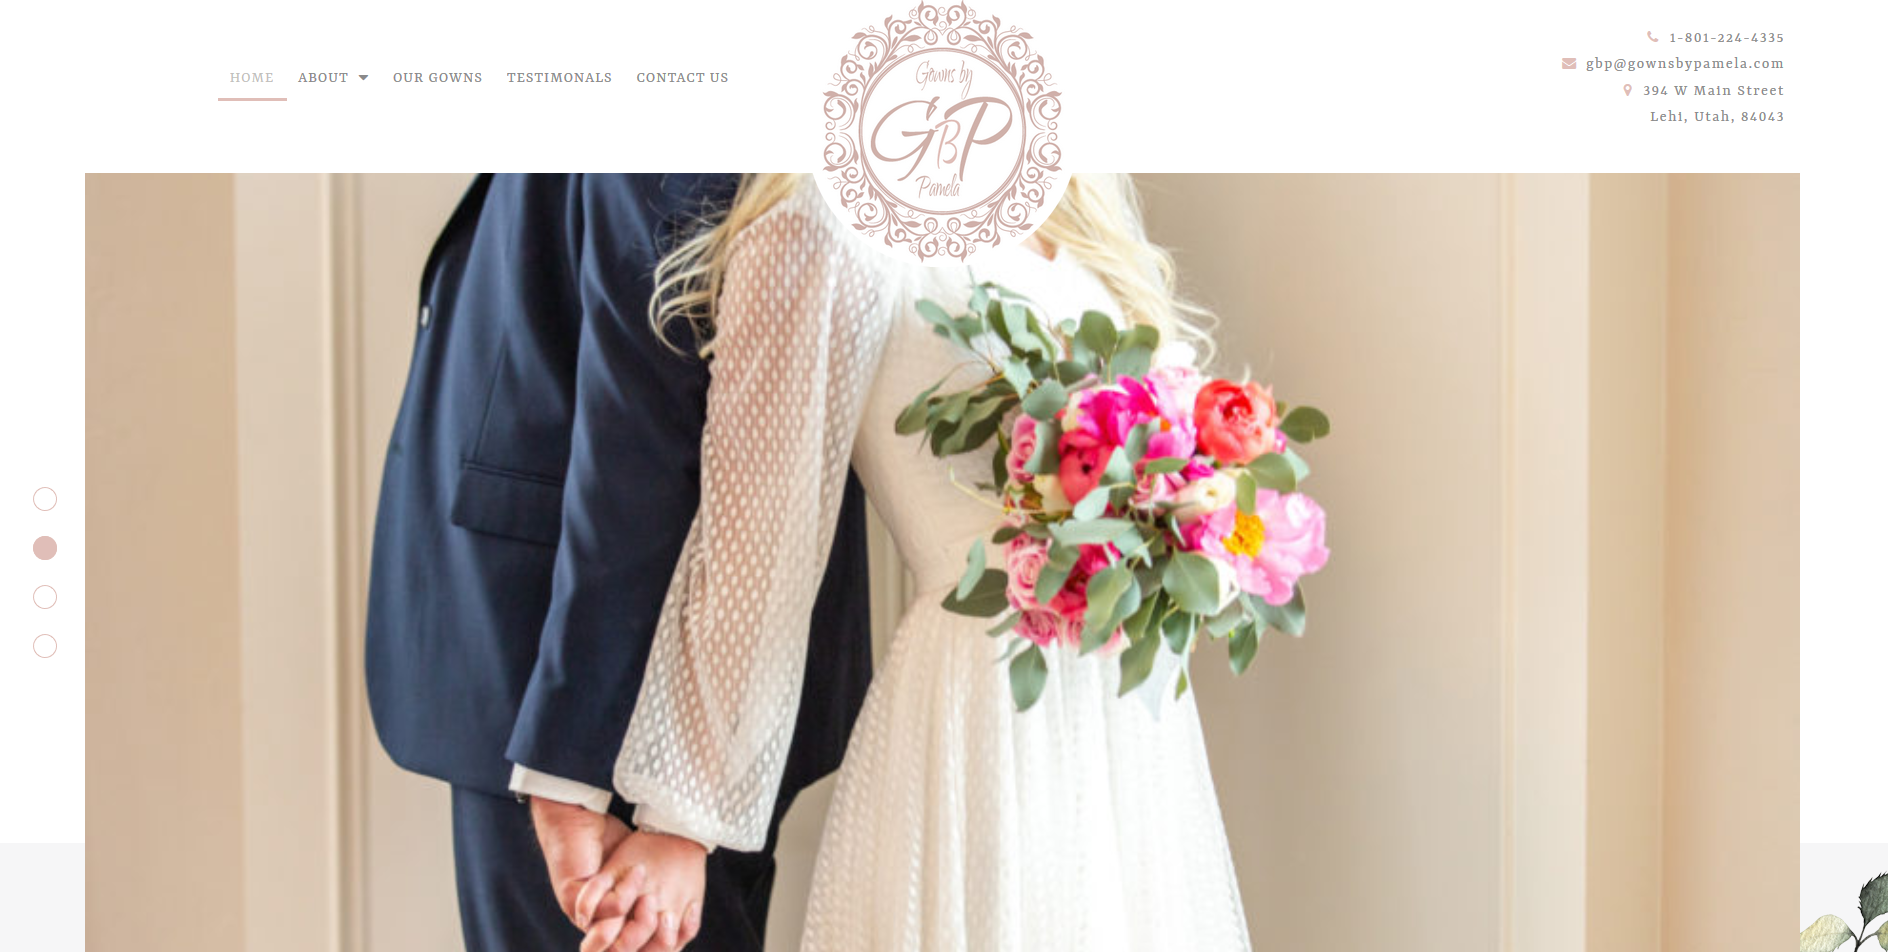 HOME ABOUT OUR GOWNS TESTIMONALS CONTACT US
Gowns by
GBP
Pamela
1-801-224-4335
gbp@gownsbypamela.com
394 W Main Street
Lehi, Utah, 84043